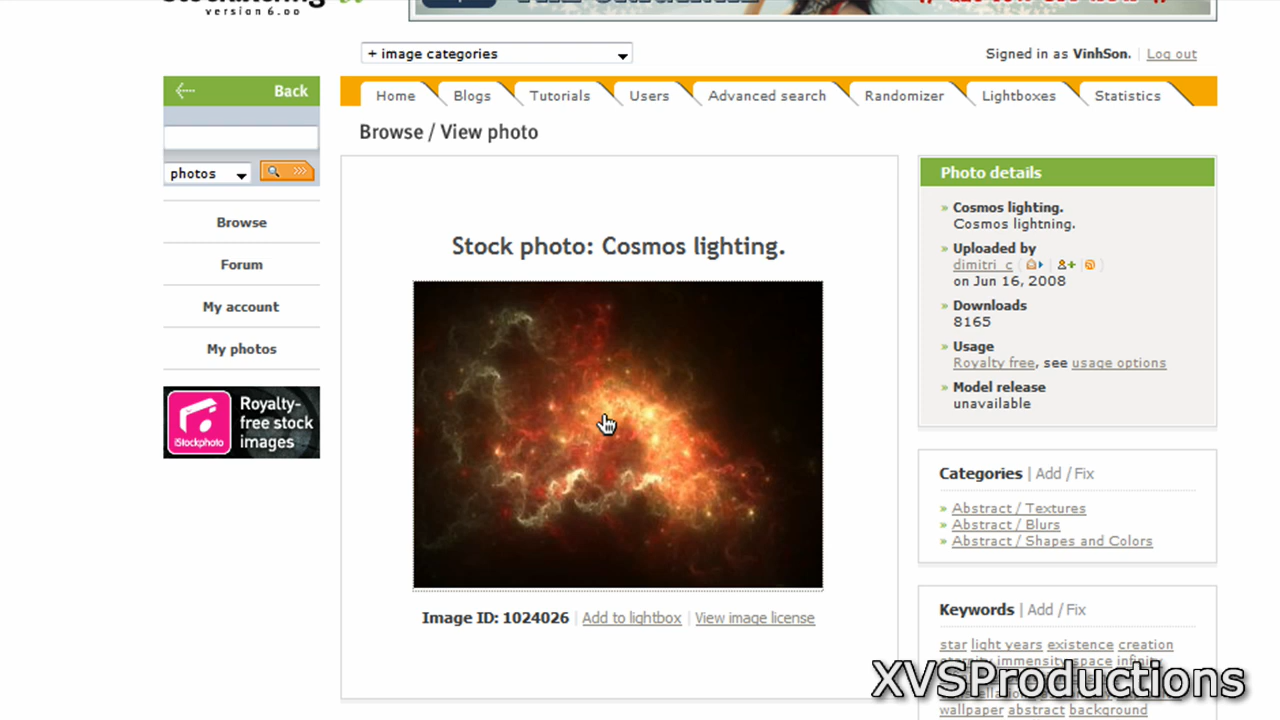 version 6.00
+ image categories
Signed in as VinhSon. | Log out
Back
Home
Blogs
Tutorials
Users
Advanced search
Randomizer
Lightboxes
Statistics
Browse / View photo
photos
Browse
Forum
My account
My photos
Royalty-
free stock
images
iStockphoto
Stock photo: Cosmos lighting.
Image ID: 1024026 | Add to lightbox | View image license
Photo details
» Cosmos lighting.
Cosmos lightning.
» Uploaded by
dimitri_c
on Jun 16, 2008
» Downloads
8165
» Usage
Royalty free, see usage options
» Model release
unavailable
Categories | Add / Fix
» Abstract / Textures
» Abstract / Blurs
» Abstract / Shapes and Colors
Keywords | Add / Fix
star light years existence creation
eternity immensity space infinity
wallpaper abstract background
XVSProductions